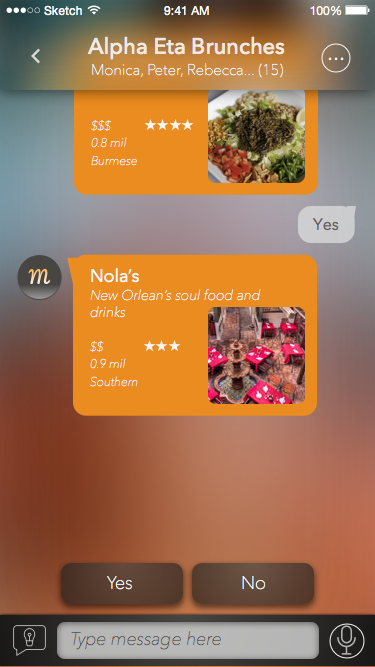 Sketch 9:41 AM 100%
Alpha Eta Brunches
Monica, Peter, Rebecca... (15)
$$$ ★★★★
0.8 mil
Burmese
Yes
m
Nola's
New Orlean's soul food and
drinks
$$ ★★★
0.9 mil
Southern
Yes No
Type message here